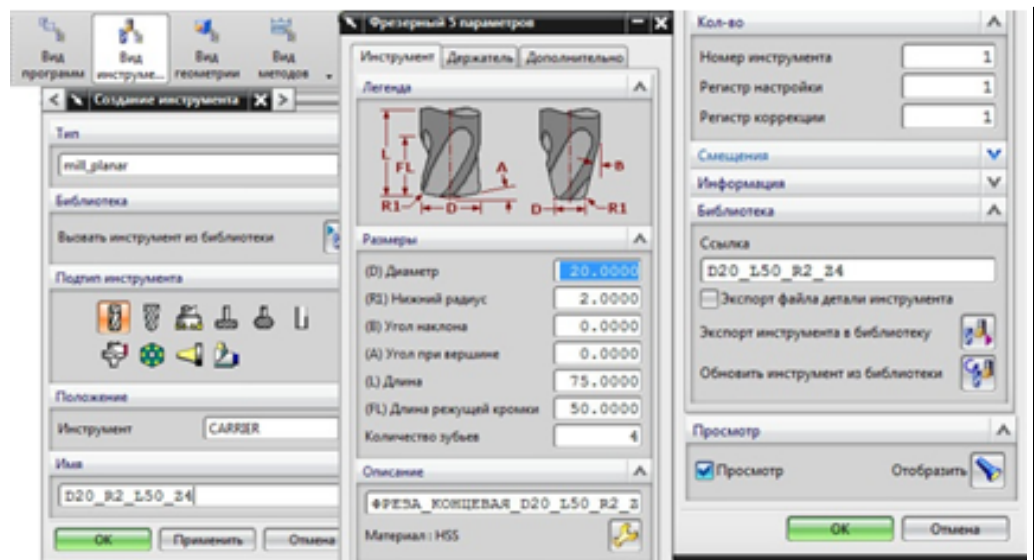 Вид программ
Вид инструме...
Вид геометрии
Вид методов
Создание инструмента
Тип
mill_planar
Библиотека
Вызвать инструмент из библиотеки
Подтип инструмента
Положение
Инструмент
CARRIER
Имя
D20_R2_L50_Z4
ОК
Применить
Отмена
Фрезерный 5 параметров
Инструмент
Держатель
Дополнительно
Легенда
L
FL
A
B
R1
D
D
R1
Размеры
(D) Диаметр 20.0000
(R1) Нижний радиус 2.0000
(B) Угол наклона 0.0000
(A) Угол при вершине 0.0000
(L) Длина 75.0000
(FL) Длина режущей кромки 50.0000
Количество зубьев 4
Описание
ФРЕЗА_КОНЦЕВАЯ_D20_L50_R2_Z
Материал : HSS
Кол-во
Номер инструмента 1
Регистр настройки 1
Регистр коррекции 1
Смещения
Информация
Библиотека
Ссылка
D20_L50_R2_Z4
Экспорт файла детали инструмента
Экспорт инструмента в библиотеку
Обновить инструмент из библиотеки
Просмотр
Просмотр
Отобразить
ОК
Отмена